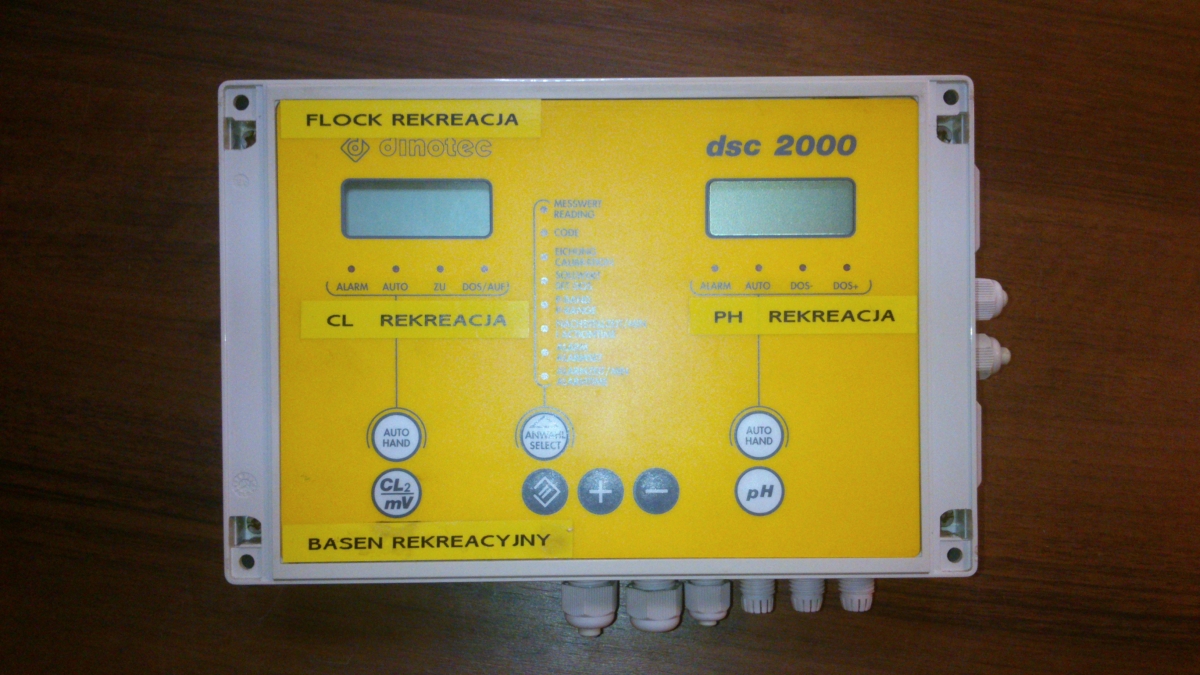 FLOCK REKREACJA
dinotec
dsc 2000
MESSWERT
READING
CODE
ALARM AUTO ZU DOS/AUF
ALARM AUTO DOS- DOS+
CL REKREACJA
PH REKREACJA
AUTO
HAND
ANWAHL
SELECT
AUTO
HAND
CL2
mV
+
−
pH
BASEN REKREACYJNY